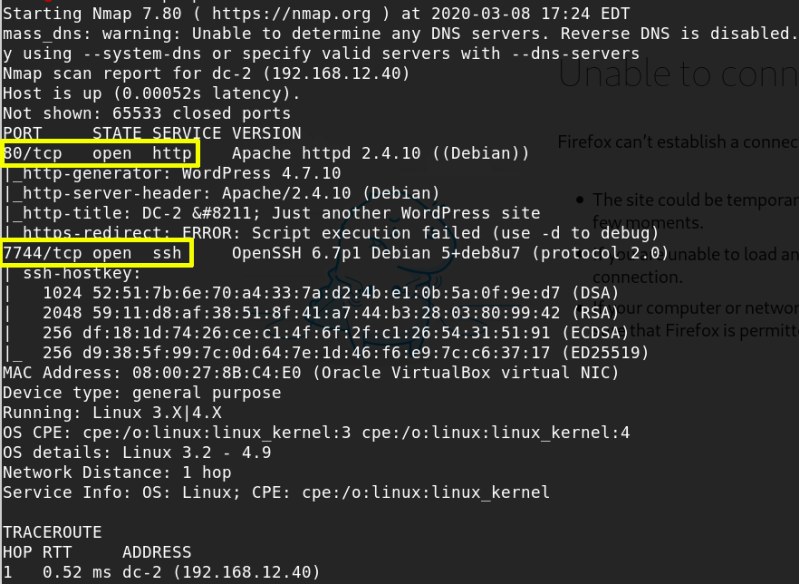 Starting Nmap 7.80 ( https://nmap.org ) at 2020-03-08 17:24 EDT
mass_dns: warning: Unable to determine any DNS servers. Reverse DNS is disabled.
y using --system-dns or specify valid servers with --dns-servers
Nmap scan report for dc-2 (192.168.12.40)
Host is up (0.00052s latency).
Not shown: 65533 closed ports
PORT     STATE SERVICE VERSION
80/tcp   open  http    Apache httpd 2.4.10 ((Debian))
|_http-generator: WordPress 4.7.10
|_http-server-header: Apache/2.4.10 (Debian)
|_http-title: DC-2 &#8211; Just another WordPress site
|_https-redirect: ERROR: Script execution failed (use -d to debug)
7744/tcp open  ssh     OpenSSH 6.7p1 Debian 5+deb8u7 (protocol 2.0)
| ssh-hostkey:
|   1024 52:51:7b:6e:70:a4:33:7a:d2:4b:e1:0b:5a:0f:9e:d7 (DSA)
|   2048 59:11:d8:af:38:51:8f:41:a7:44:b3:28:03:80:99:42 (RSA)
|   256 df:18:1d:74:26:ce:c1:4f:6f:2f:c1:26:54:31:51:91 (ECDSA)
|_  256 d9:38:5f:99:7c:0d:64:7e:1d:46:f6:e9:7c:c6:37:17 (ED25519)
MAC Address: 08:00:27:8B:C4:E0 (Oracle VirtualBox virtual NIC)
Device type: general purpose
Running: Linux 3.X|4.X
OS CPE: cpe:/o:linux:linux_kernel:3 cpe:/o:linux:linux_kernel:4
OS details: Linux 3.2 - 4.9
Network Distance: 1 hop
Service Info: OS: Linux; CPE: cpe:/o:linux:linux_kernel
TRACEROUTE
HOP RTT     ADDRESS
1   0.52 ms dc-2 (192.168.12.40)
Unable to conn
Firefox can't establish a connec
The site could be temporar
few moments.
unable to load an
connection.
your computer or networ
that Firefox is permitt